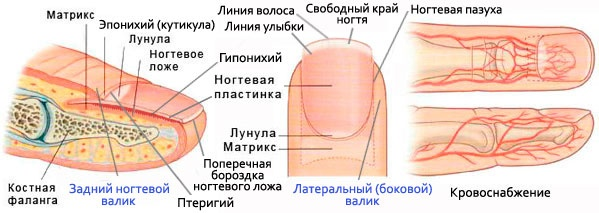 Матрикс
Эпонихий (кутикула)
Лунула
Ногтевое
ложе
Гипонихий
Ногтевая
пластинка
Лунула
Матрикс
Поперечная
бороздка
ногтевого ложа
Птеригий
Задний ногтевой
валик
Костная
фаланга
Линия волоса
Линия улыбки
Свободный край
ногтя
Ногтевая пазуха
Латеральный (боковой)
валик
Кровоснабжение